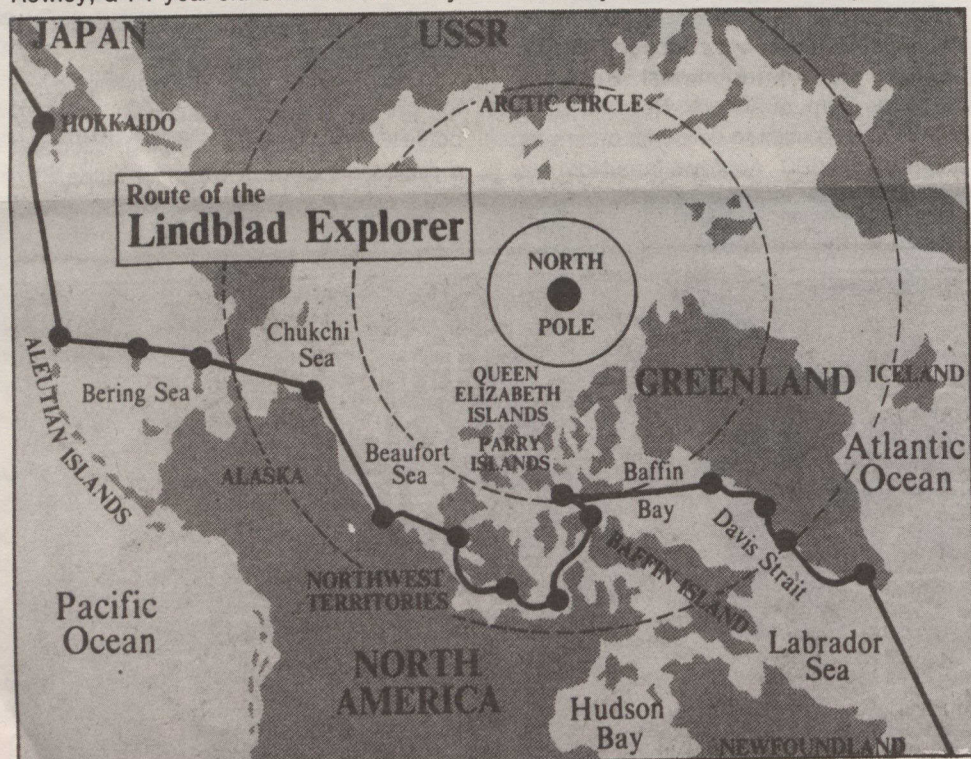 JAPAN
USSR
ARCTIC CIRCLE
HOKKAIDO
Route of the
Lindblad Explorer
NORTH
POLE
Chukchi
Sea
Bering Sea
ALEUTIAN ISLANDS
QUEEN
ELIZABETH
ISLANDS
PARRY
ISLANDS
GREENLAND
ICELAND
Atlantic
Ocean
Beaufort
Sea
ALASKA
Baffin
Bay
Davis Strait
BAFFIN ISLAND
NORTHWEST
TERRITORIES
Pacific
Ocean
NORTH
AMERICA
Labrador
Sea
Hudson
Bay
NEWFOUNDLAND